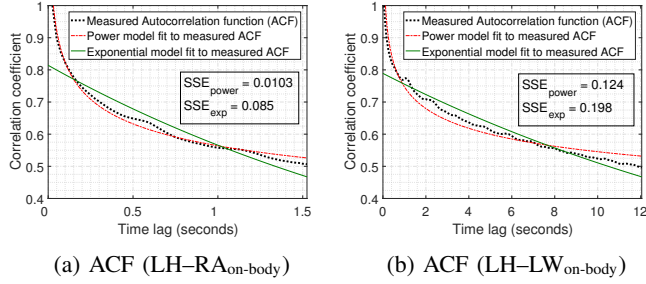 Measured Autocorrelation function (ACF)
Power model fit to measured ACF
Exponential model fit to measured ACF
SSE_power = 0.0103
SSE_exp = 0.085
Correlation coefficient
1
0.9
0.8
0.7
0.6
0.5
0.4
0 0.5 1 1.5
Time lag (seconds)
(a) ACF (LH–RA_on-body)
Measured Autocorrelation function (ACF)
Power model fit to measured ACF
Exponential model fit to measured ACF
SSE_power = 0.124
SSE_exp = 0.198
Correlation coefficient
1
0.9
0.8
0.7
0.6
0.5
0.4
0 2 4 6 8 10 12
Time lag (seconds)
(b) ACF (LH–LW_on-body)